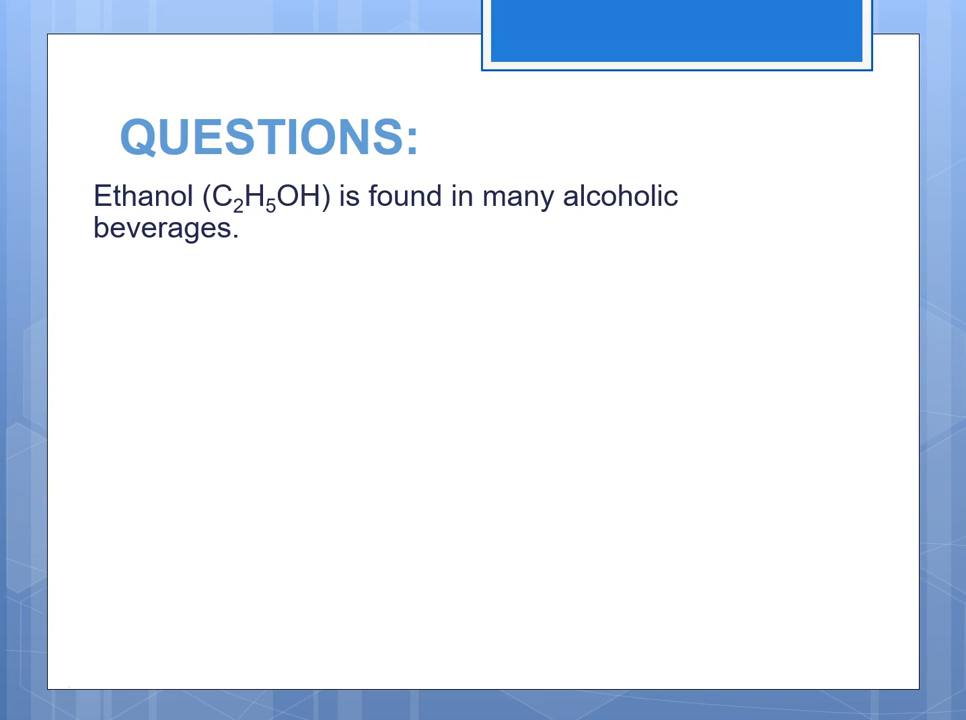 QUESTIONS:
Ethanol (C₂H₅OH) is found in many alcoholic
beverages.